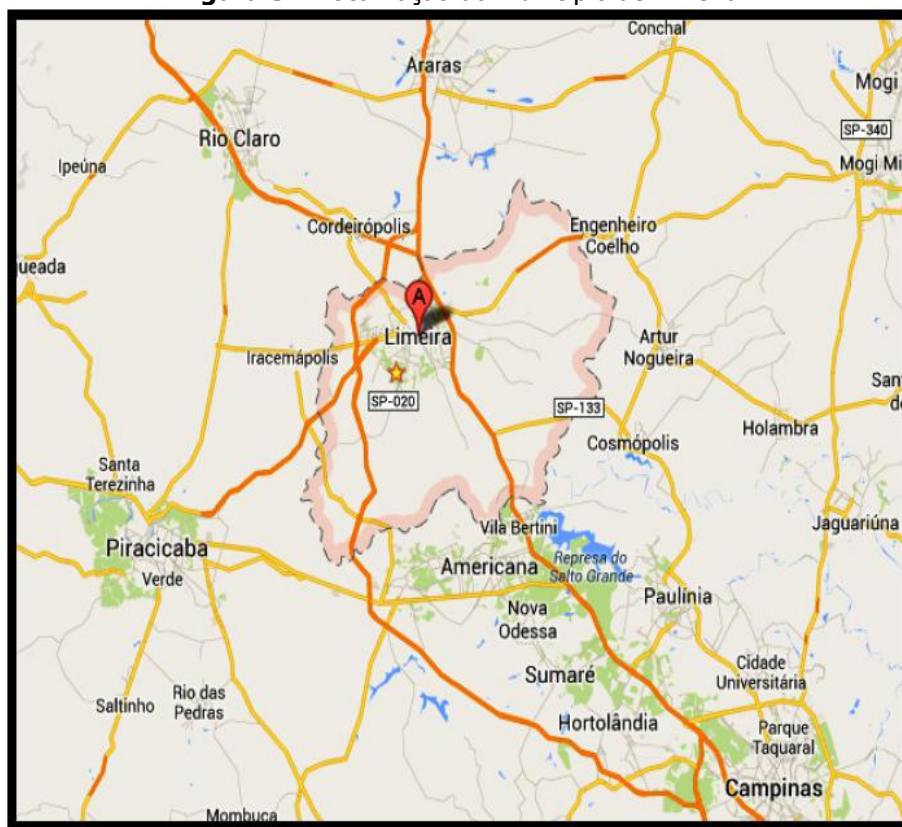 Conchal
Araras
Mogi
Rio Claro
SP-340
Ipeúna
Mogi Mi
Cordeirópolis
Engenheiro
Coelho
ueada
A
Limeira
Iracemápolis
Artur
Nogueira
SP-020
SP-133
Sant
de
Holambra
Cosmópolis
Santa
Terezinha
Vila Bertini
Jaguariúna
Piracicaba
Verde
Americana
Represa do
Salto Grande
Nova
Odessa
Paulínia
Sumaré
Cidade
Universitária
Saltinho
Rio das
Pedras
Hortolândia
Parque
Taquaral
Campinas
Mombuca